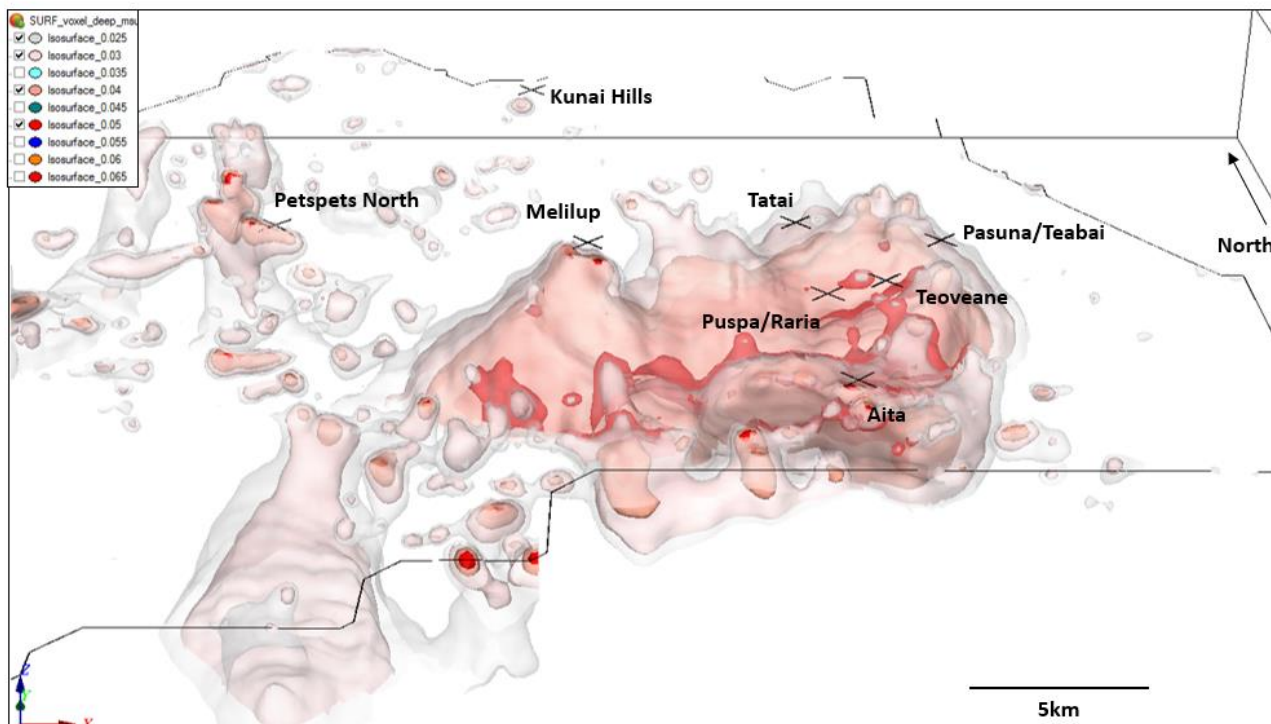 SURF_voxel_deep_msu
Isosurface_0.025
Isosurface_0.03
Isosurface_0.035
Isosurface_0.04
Isosurface_0.045
Isosurface_0.05
Isosurface_0.055
Isosurface_0.06
Isosurface_0.065
Kunai Hills
Petspets North
Melilup
Tatai
Pasuna/Teabai
North
Teoveane
Puspa/Raria
Aita
Z
Y
X
5km